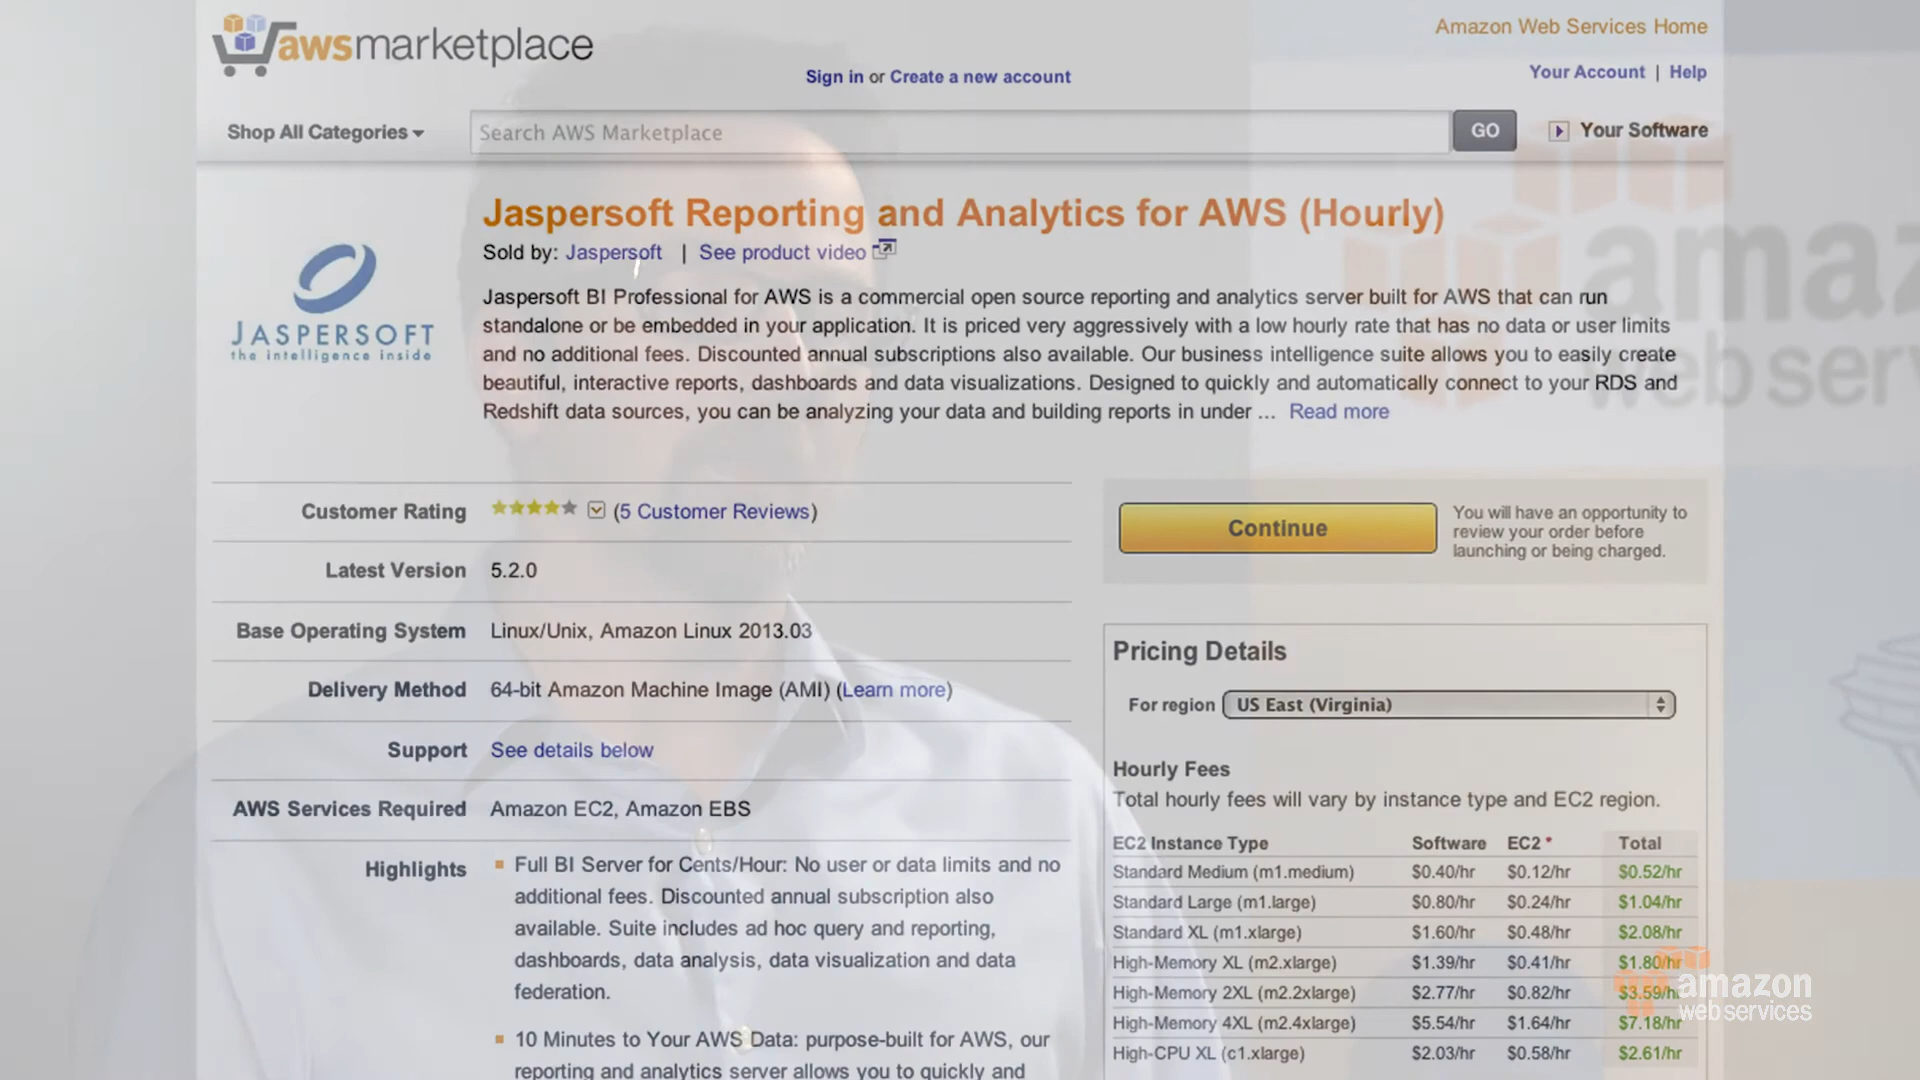 awsmarketplace
Amazon Web Services Home
Sign in or Create a new account
Your Account | Help
Shop All Categories
Search AWS Marketplace
GO
Your Software
Jaspersoft Reporting and Analytics for AWS (Hourly)
Sold by: Jaspersoft | See product video
JASPERSOFT
the intelligence inside
Jaspersoft BI Professional for AWS is a commercial open source reporting and analytics server built for AWS that can run
standalone or be embedded in your application. It is priced very aggressively with a low hourly rate that has no data or user limits
and no additional fees. Discounted annual subscriptions also available. Our business intelligence suite allows you to easily create
beautiful, interactive reports, dashboards and data visualizations. Designed to quickly and automatically connect to your RDS and
Redshift data sources, you can be analyzing your data and building reports in under ... Read more
amaz
web serv
Customer Rating (5 Customer Reviews)
Latest Version 5.2.0
Base Operating System Linux/Unix, Amazon Linux 2013.03
Delivery Method 64-bit Amazon Machine Image (AMI) (Learn more)
Support See details below
AWS Services Required Amazon EC2, Amazon EBS
Highlights
Full BI Server for Cents/Hour: No user or data limits and no
additional fees. Discounted annual subscription also
available. Suite includes ad hoc query and reporting,
dashboards, data analysis, data visualization and data
federation.
10 Minutes to Your AWS Data: purpose-built for AWS, our
reporting and analytics server allows you to quickly and
Continue
You will have an opportunity to
review your order before
launching or being charged.
Pricing Details
For region US East (Virginia)
Hourly Fees
Total hourly fees will vary by instance type and EC2 region.
EC2 Instance Type Software EC2 * Total
Standard Medium (m1.medium) $0.40/hr $0.12/hr $0.52/hr
Standard Large (m1.large) $0.80/hr $0.24/hr $1.04/hr
Standard XL (m1.xlarge) $1.60/hr $0.48/hr $2.08/hr
High-Memory XL (m2.xlarge) $1.39/hr $0.41/hr $1.80/hr
High-Memory 2XL (m2.2xlarge) $2.77/hr $0.82/hr $3.59/hr
High-Memory 4XL (m2.4xlarge) $5.54/hr $1.64/hr $7.18/hr
High-CPU XL (c1.xlarge) $2.03/hr $0.58/hr $2.61/hr
amazon
web services